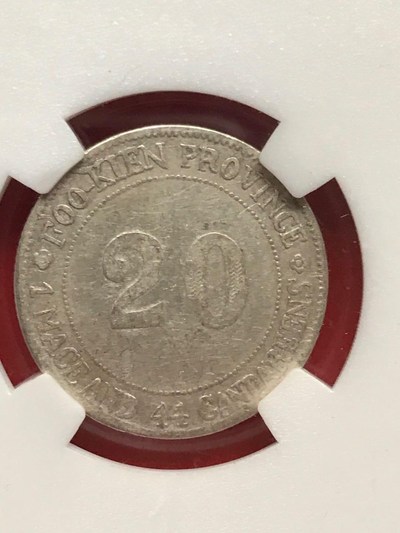 FOO-KIEN PROVINCE
20
1 MACE AND 44 CANDAREENS